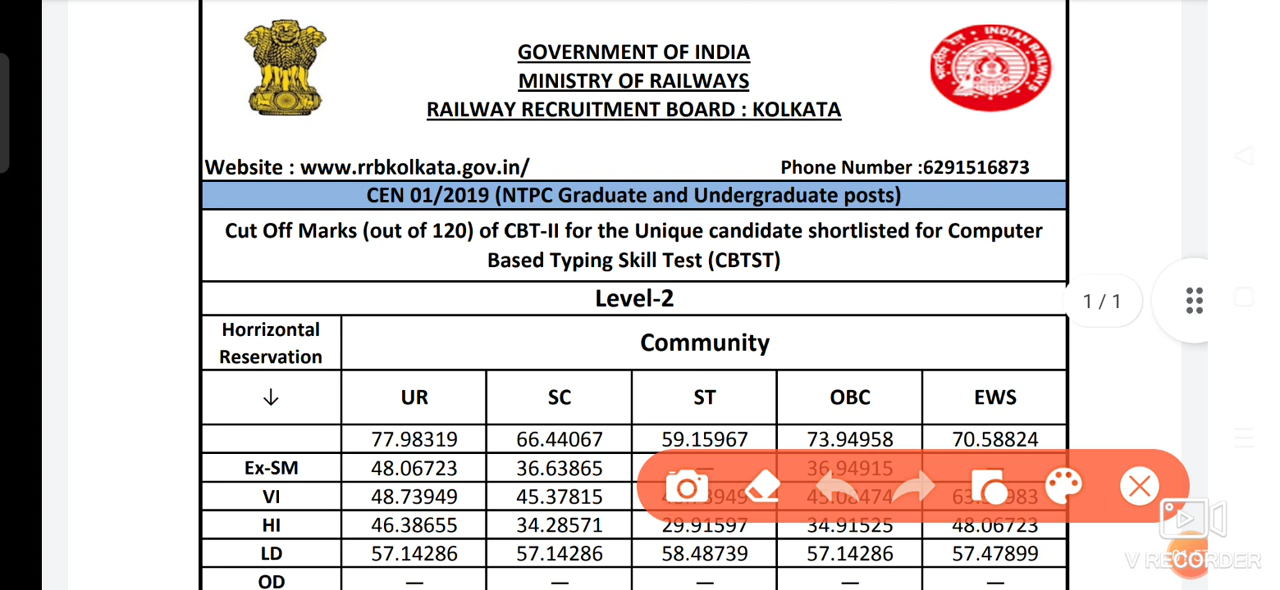 GOVERNMENT OF INDIA
MINISTRY OF RAILWAYS
RAILWAY RECRUITMENT BOARD : KOLKATA
INDIAN RAILWAYS
भारतीय रेल
Website : www.rrbkolkata.gov.in/ Phone Number :6291516873
CEN 01/2019 (NTPC Graduate and Undergraduate posts)
Cut Off Marks (out of 120) of CBT-II for the Unique candidate shortlisted for Computer
Based Typing Skill Test (CBTST)
Level-2
1 / 1
Horrizontal
Reservation
Community
↓ UR SC ST OBC EWS
77.98319 66.44067 59.15967 73.94958 70.58824
Ex-SM 48.06723 36.63865 — 36.94915 —
VI 48.73949 45.37815 45.08474
HI 46.38655 34.28571 29.91597 34.91525 48.06723
LD 57.14286 57.14286 58.48739 57.14286 57.47899
OD — — — — —
V RECORDER